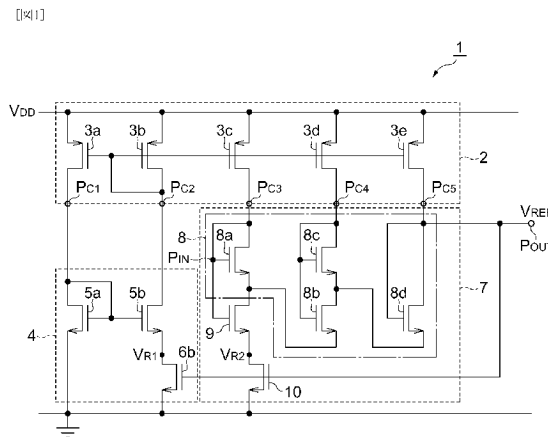 [図1]
1
VDD
3a 3b 3c 3d 3e
2
PC1 PC2 PC3 PC4 PC5
VREF
POUT
8 8a 8c
PIN
7
5a 5b 8b 8d
4
9
VR1 6b VR2
10